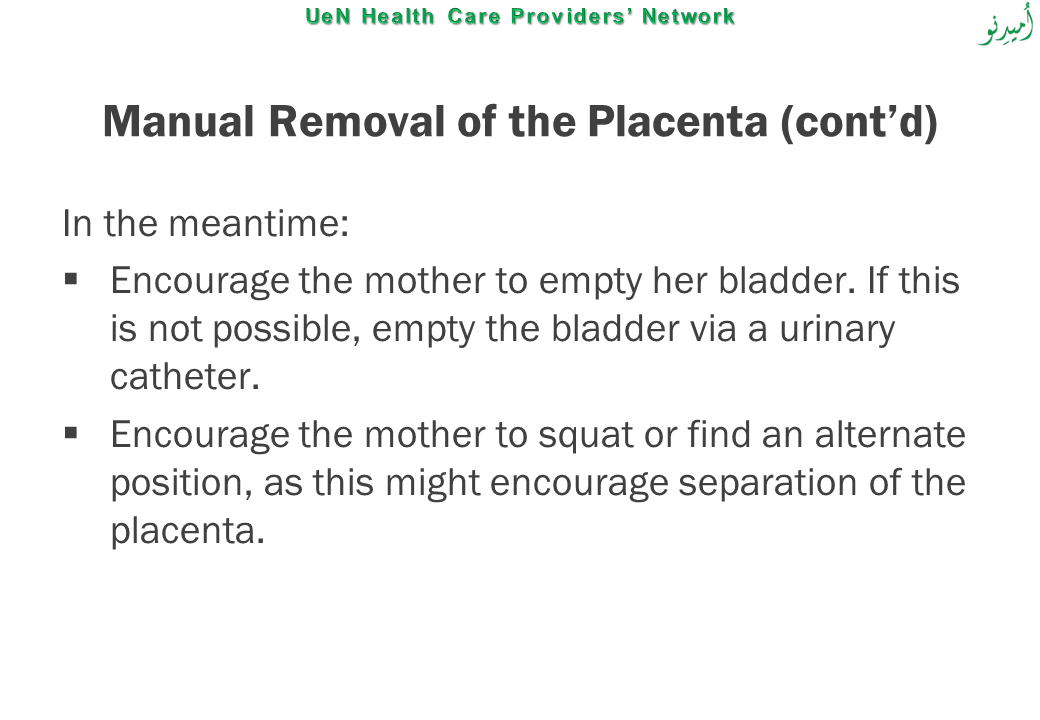 UeN Health Care Providers’ Network
اُمیدِنو
Manual Removal of the Placenta (cont’d)
In the meantime:
▪ Encourage the mother to empty her bladder. If this
is not possible, empty the bladder via a urinary
catheter.
▪ Encourage the mother to squat or find an alternate
position, as this might encourage separation of the
placenta.